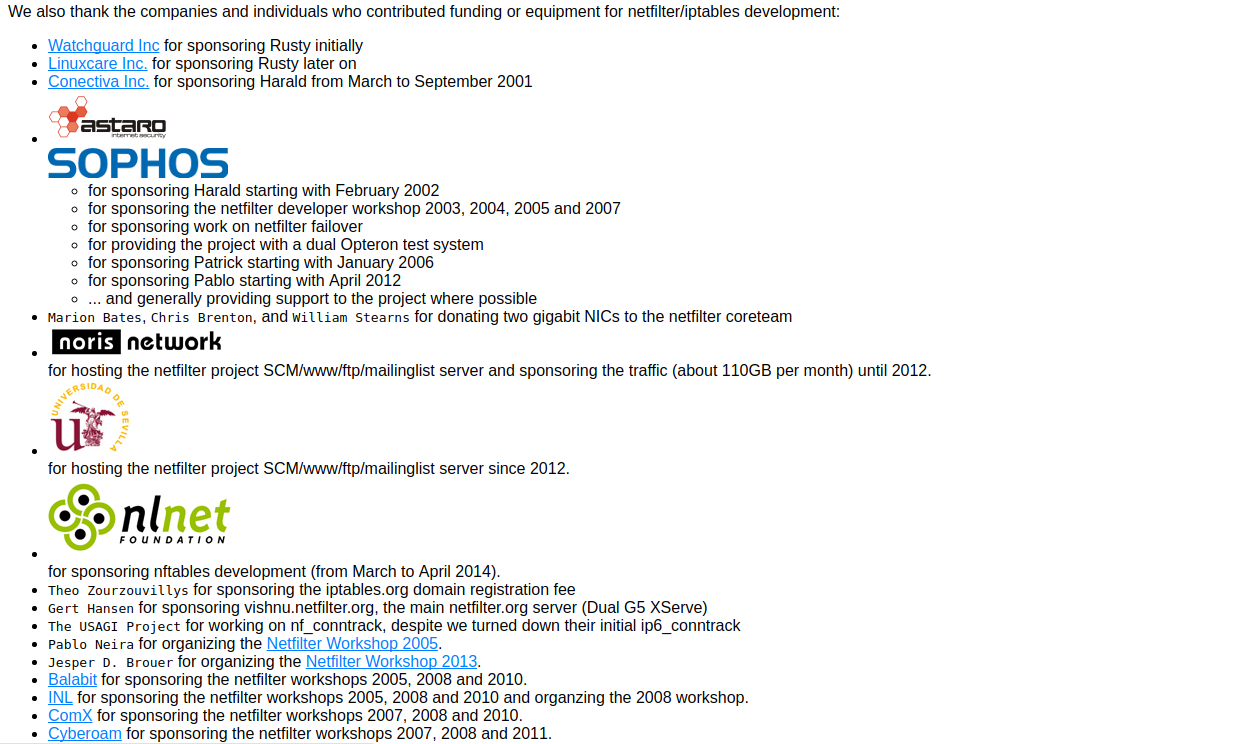 We also thank the companies and individuals who contributed funding or equipment for netfilter/iptables development:
Watchguard Inc for sponsoring Rusty initially
Linuxcare Inc. for sponsoring Rusty later on
Conectiva Inc. for sponsoring Harald from March to September 2001
astaro
internet security
SOPHOS
for sponsoring Harald starting with February 2002
for sponsoring the netfilter developer workshop 2003, 2004, 2005 and 2007
for sponsoring work on netfilter failover
for providing the project with a dual Opteron test system
for sponsoring Patrick starting with January 2006
for sponsoring Pablo starting with April 2012
... and generally providing support to the project where possible
Marion Bates, Chris Brenton, and William Stearns for donating two gigabit NICs to the netfilter coreteam
noris network
for hosting the netfilter project SCM/www/ftp/mailinglist server and sponsoring the traffic (about 110GB per month) until 2012.
UNIVERSIDAD DE SEVILLA
US
for hosting the netfilter project SCM/www/ftp/mailinglist server since 2012.
nlnet
FOUNDATION
for sponsoring nftables development (from March to April 2014).
Theo Zourzouvillys for sponsoring the iptables.org domain registration fee
Gert Hansen for sponsoring vishnu.netfilter.org, the main netfilter.org server (Dual G5 XServe)
The USAGI Project for working on nf_conntrack, despite we turned down their initial ip6_conntrack
Pablo Neira for organizing the Netfilter Workshop 2005.
Jesper D. Brouer for organizing the Netfilter Workshop 2013.
Balabit for sponsoring the netfilter workshops 2005, 2008 and 2010.
INL for sponsoring the netfilter workshops 2005, 2008 and 2010 and organzing the 2008 workshop.
ComX for sponsoring the netfilter workshops 2007, 2008 and 2010.
Cyberoam for sponsoring the netfilter workshops 2007, 2008 and 2011.